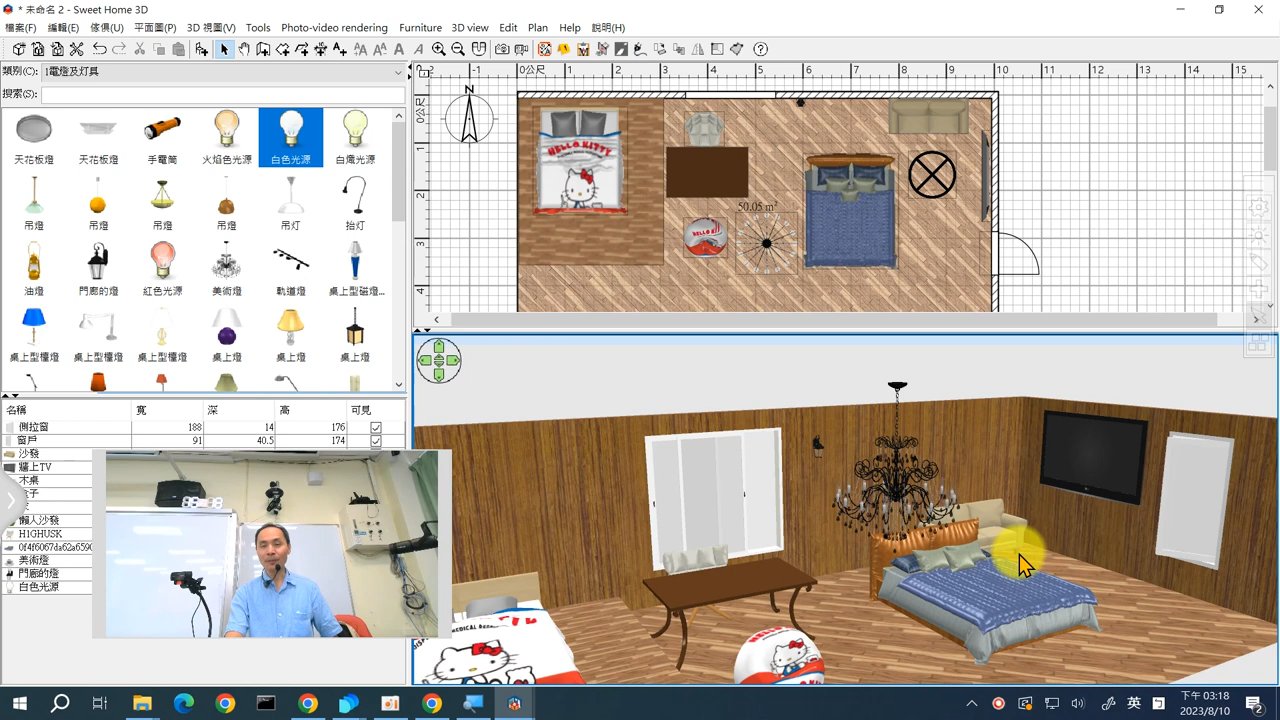 * 未命名 2 - Sweet Home 3D
檔案(F) 編輯(E) 傢俱(U) 平面圖(P) 3D 視圖(V) Tools Photo-video rendering Furniture 3D view Edit Plan Help 說明(H)
類別(C): 1電燈及灯具
搜索(S):
天花板燈 天花板燈 手電筒 火焰色光源 白色光源 白熾光源
吊燈 吊燈 吊燈 吊燈 吊灯 抬灯
油燈 門廊的燈 紅色光源 美術燈 軌道燈 桌上型磁燈...
桌上型檯燈 桌上型檯燈 桌上型檯燈 桌上燈 桌上燈 桌上燈
名稱 寬 深 高 可見
側拉窗 188 14 176
窗戶 91 40.5 174
沙發
牆上TV
木桌
懶人沙發
H1GHUSK
0f4f6067da62a6590
美術燈
門廊的燈
白色光源
-1 0公尺 1 2 3 4 5 6 7 8 9 10 11 12 13 14 15
0公尺
1
2
3
4
N
HELLO KITTY
50.05 m²
下午 03:18
2023/8/10
英
2